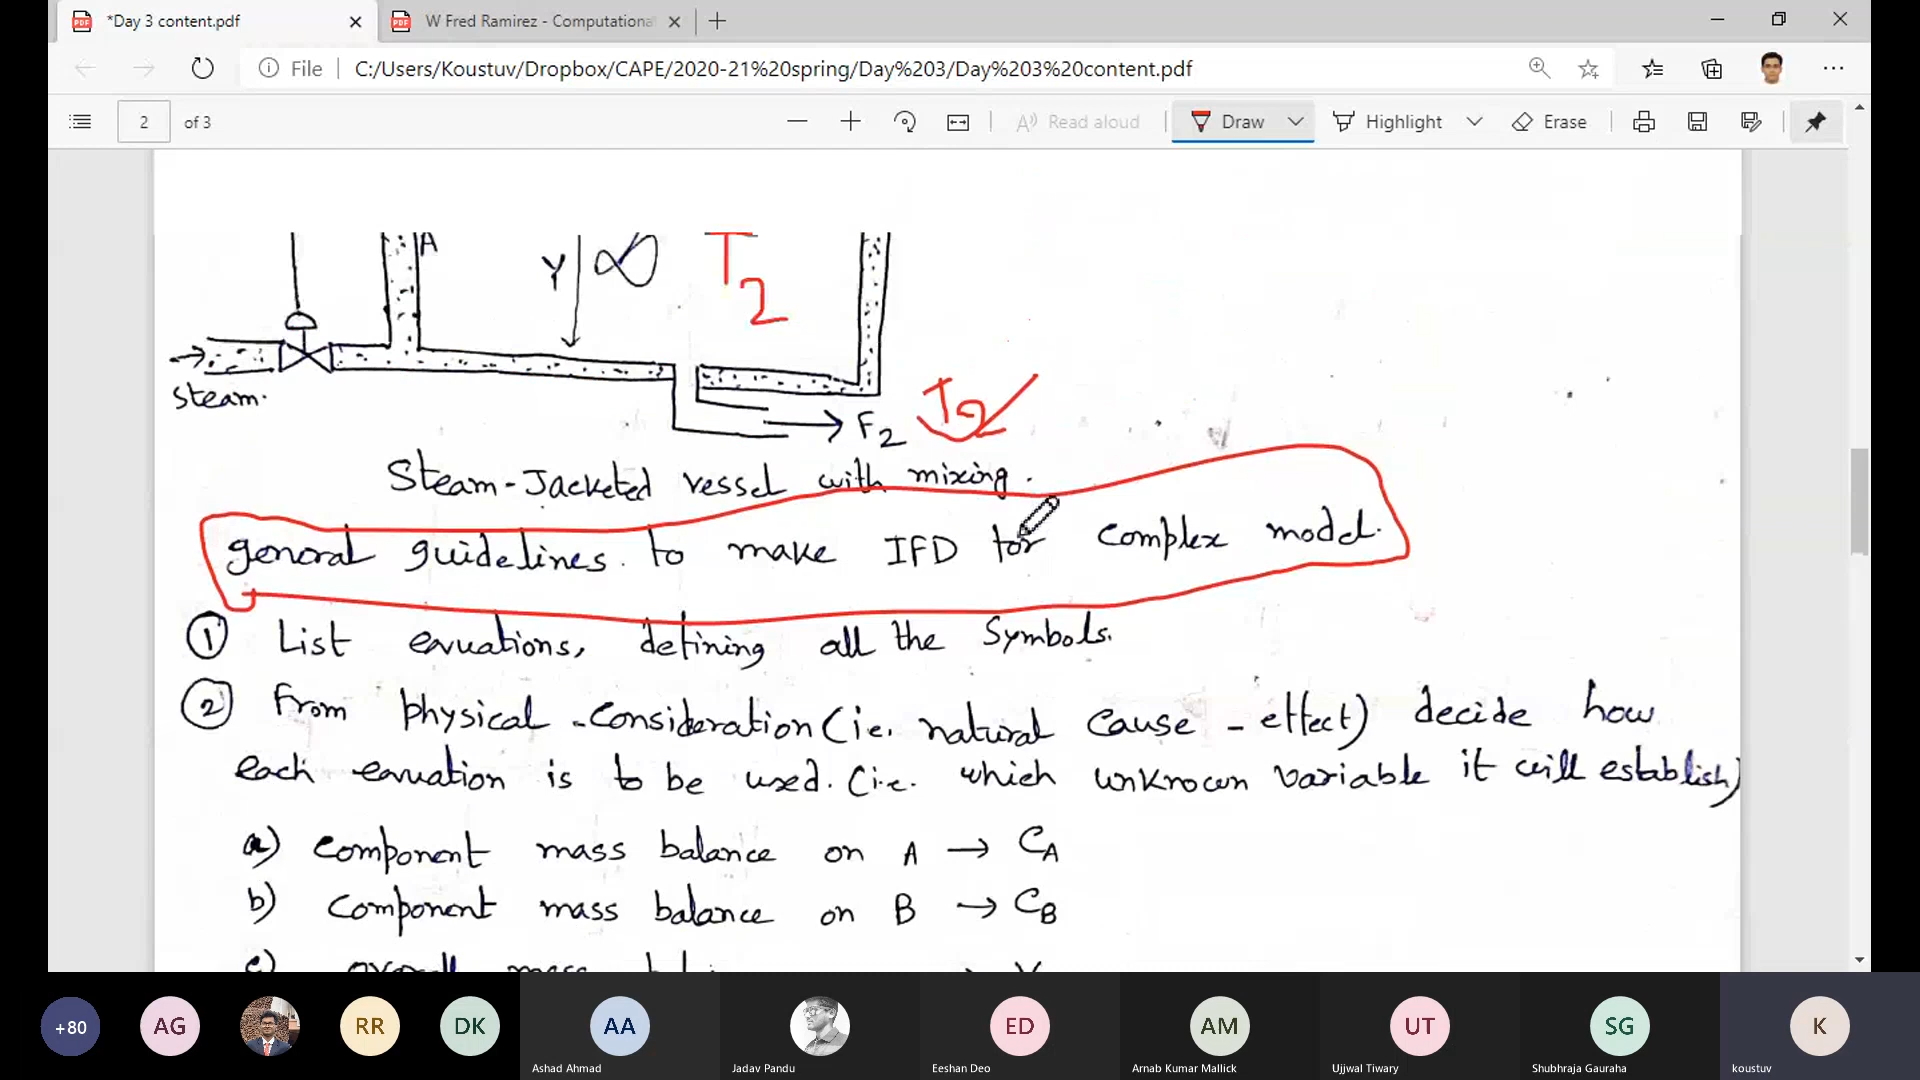 *Day 3 content.pdf
W Fred Ramirez - Computationa
File
C:/Users/Koustuv/Dropbox/CAPE/2020-21%20spring/Day%203/Day%203%20content.pdf
2 of 3
Read aloud
Draw
Highlight
Erase
A
Y
T2
steam.
F2
T2
Steam-Jacketed vessel with mixing.
general guidelines. to make IFD for complex model.
① List equations, defining all the Symbols.
② From physical -Consideration (ie. natural cause - effect) decide how
each equation is to be used. (i.e. which unknown variable it will establish)
a) component mass balance on A → CA
b) component mass balance on B → CB
c) overall mass
+80
AG
RR
DK
AA
ED
AM
UT
SG
K
Ashad Ahmad
Jadav Pandu
Eeshan Deo
Arnab Kumar Mallick
Ujjwal Tiwary
Shubhraja Gauraha
koustuv